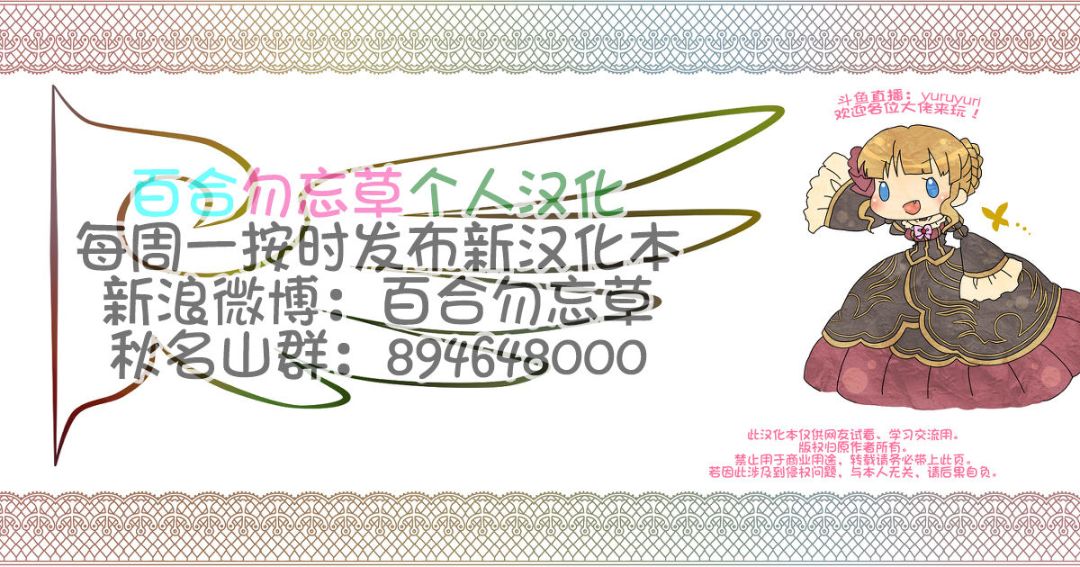 斗鱼直播：yuruyuri
欢迎各位大佬来玩！
百合勿忘草个人汉化
每周一按时发布新汉化本
新浪微博：百合勿忘草
秋名山群：894648000
此汉化本仅供网友试看、学习交流用。
版权归原作者所有。
禁止用于商业用途、转载请务必带上此页。
若因此涉及到侵权问题、与本人无关、请后果自负。